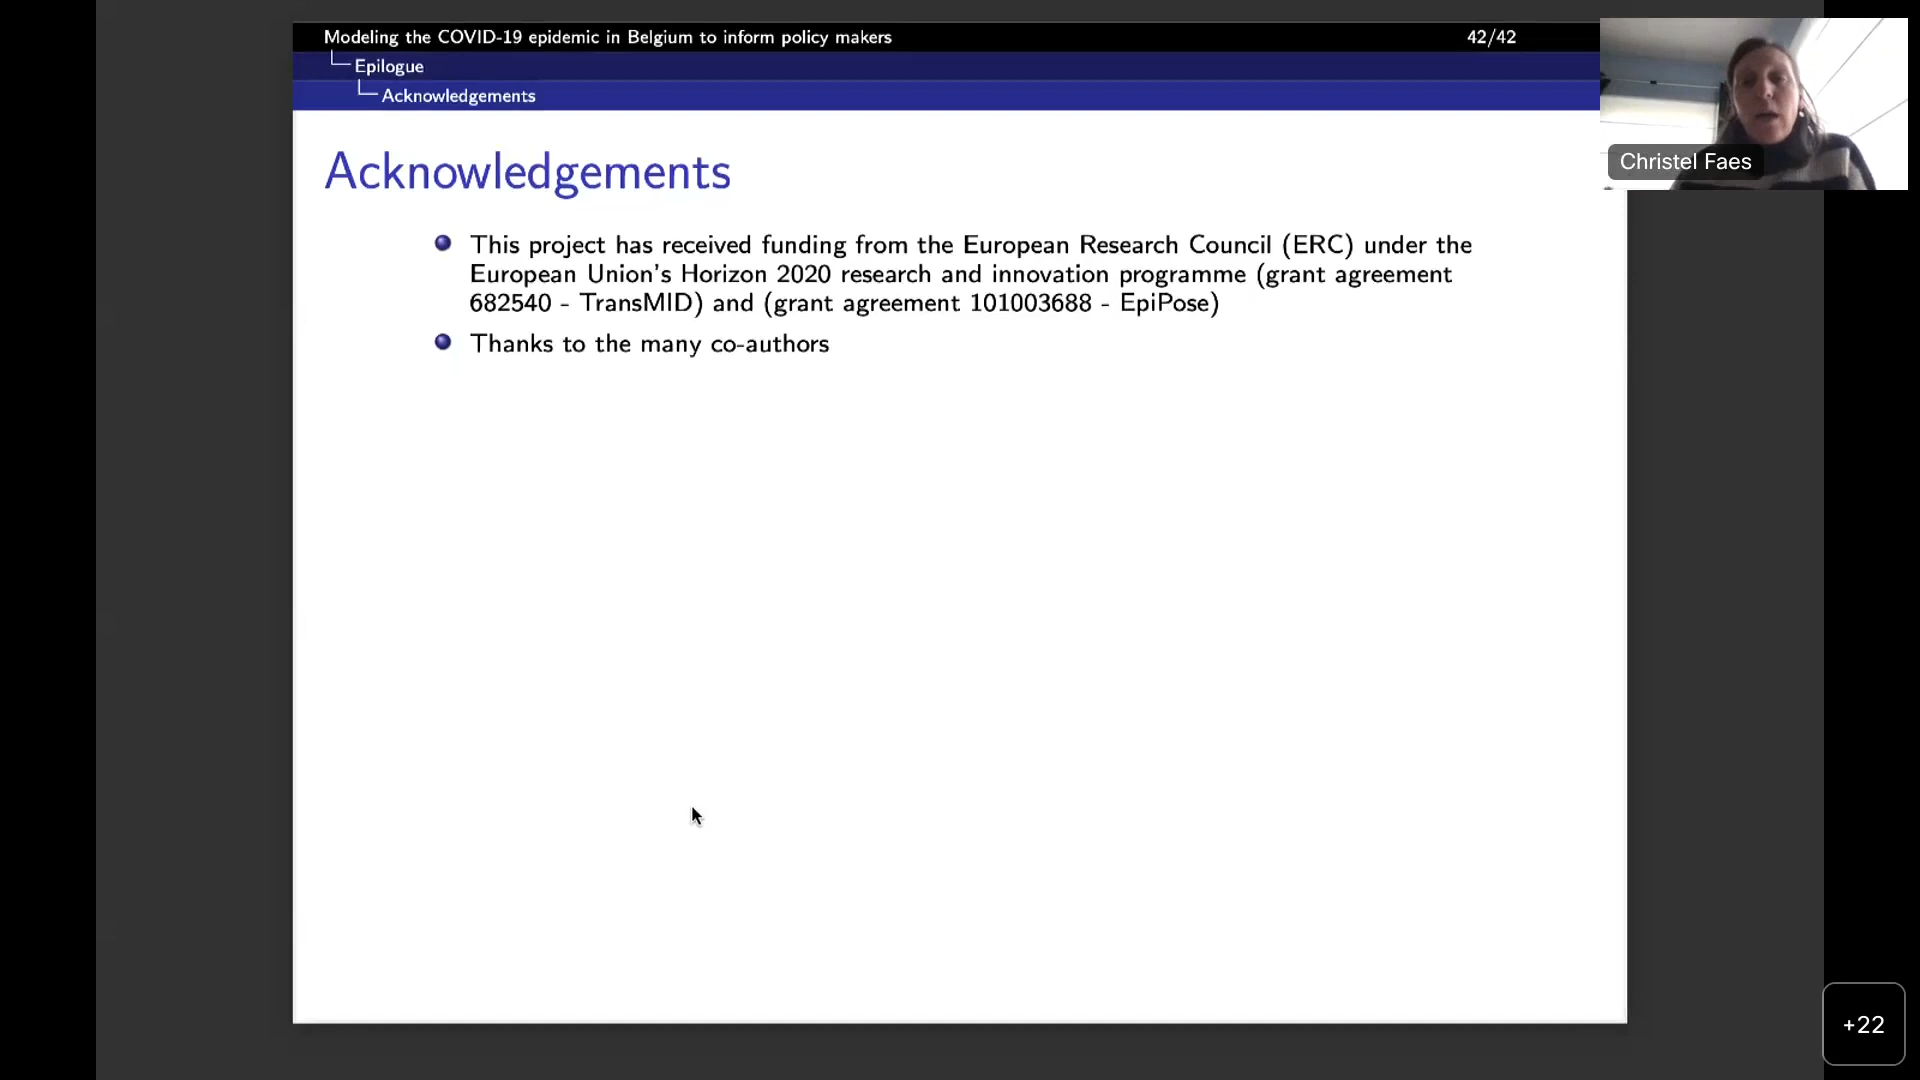 Modeling the COVID-19 epidemic in Belgium to inform policy makers 42/42
Epilogue
Acknowledgements
Christel Faes
Acknowledgements
This project has received funding from the European Research Council (ERC) under the
European Union's Horizon 2020 research and innovation programme (grant agreement
682540 - TransMID) and (grant agreement 101003688 - EpiPose)
Thanks to the many co-authors
+22